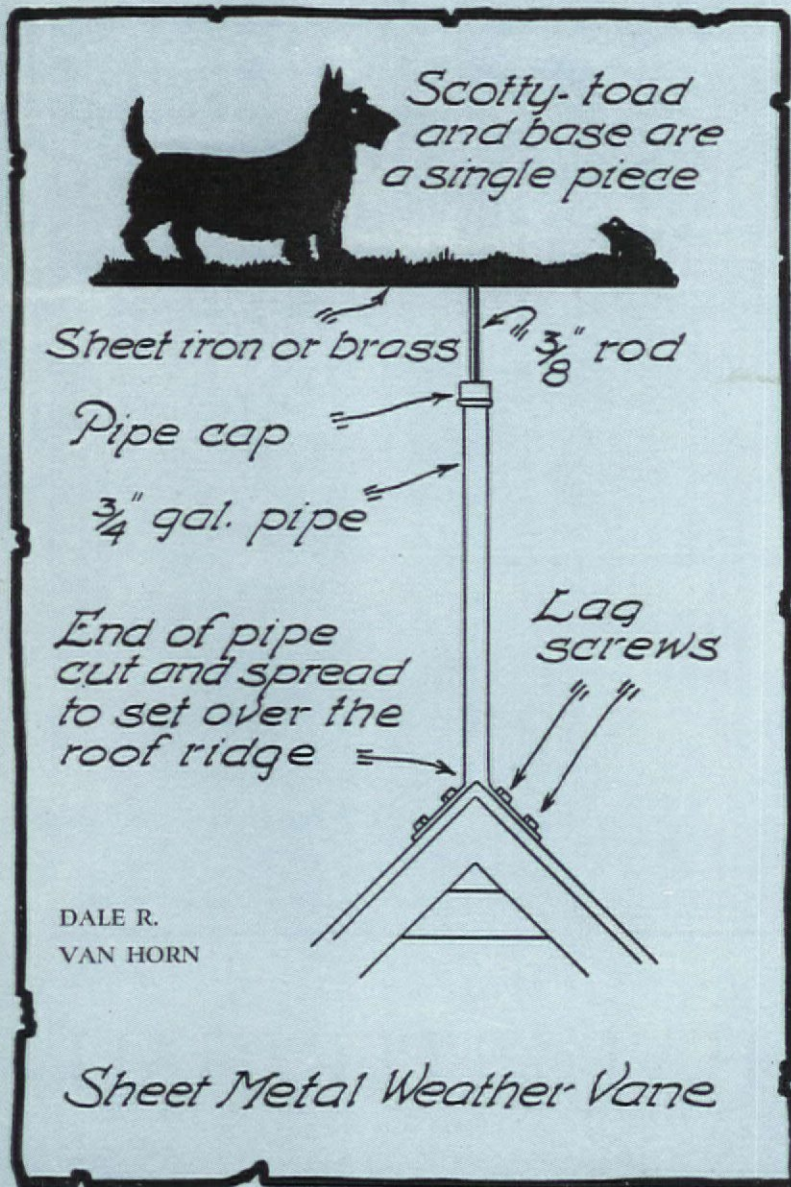 Scotty-toad
and base are
a single piece
Sheet iron or brass
3/8" rod
Pipe cap
3/4" gal. pipe
End of pipe
cut and spread
to set over the
roof ridge
Lag
screws
DALE R.
VAN HORN
Sheet Metal Weather Vane